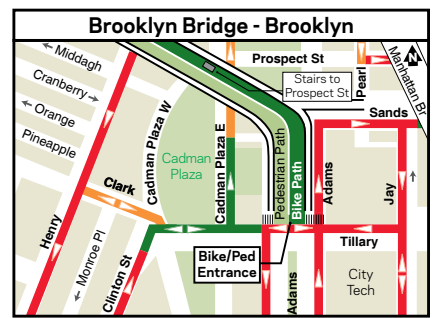 Brooklyn Bridge - Brooklyn
Middagh
Cranberry
Orange
Pineapple
Henry
Clark
Monroe Pl
Clinton St
Cadman Plaza W
Cadman
Plaza
Cadman Plaza E
Prospect St
Stairs to
Prospect St
Pearl
Manhattan Br
N
Sands
Pedestrian Path
Bike Path
Adams
Jay
Tillary
Bike/Ped
Entrance
Adams
City
Tech